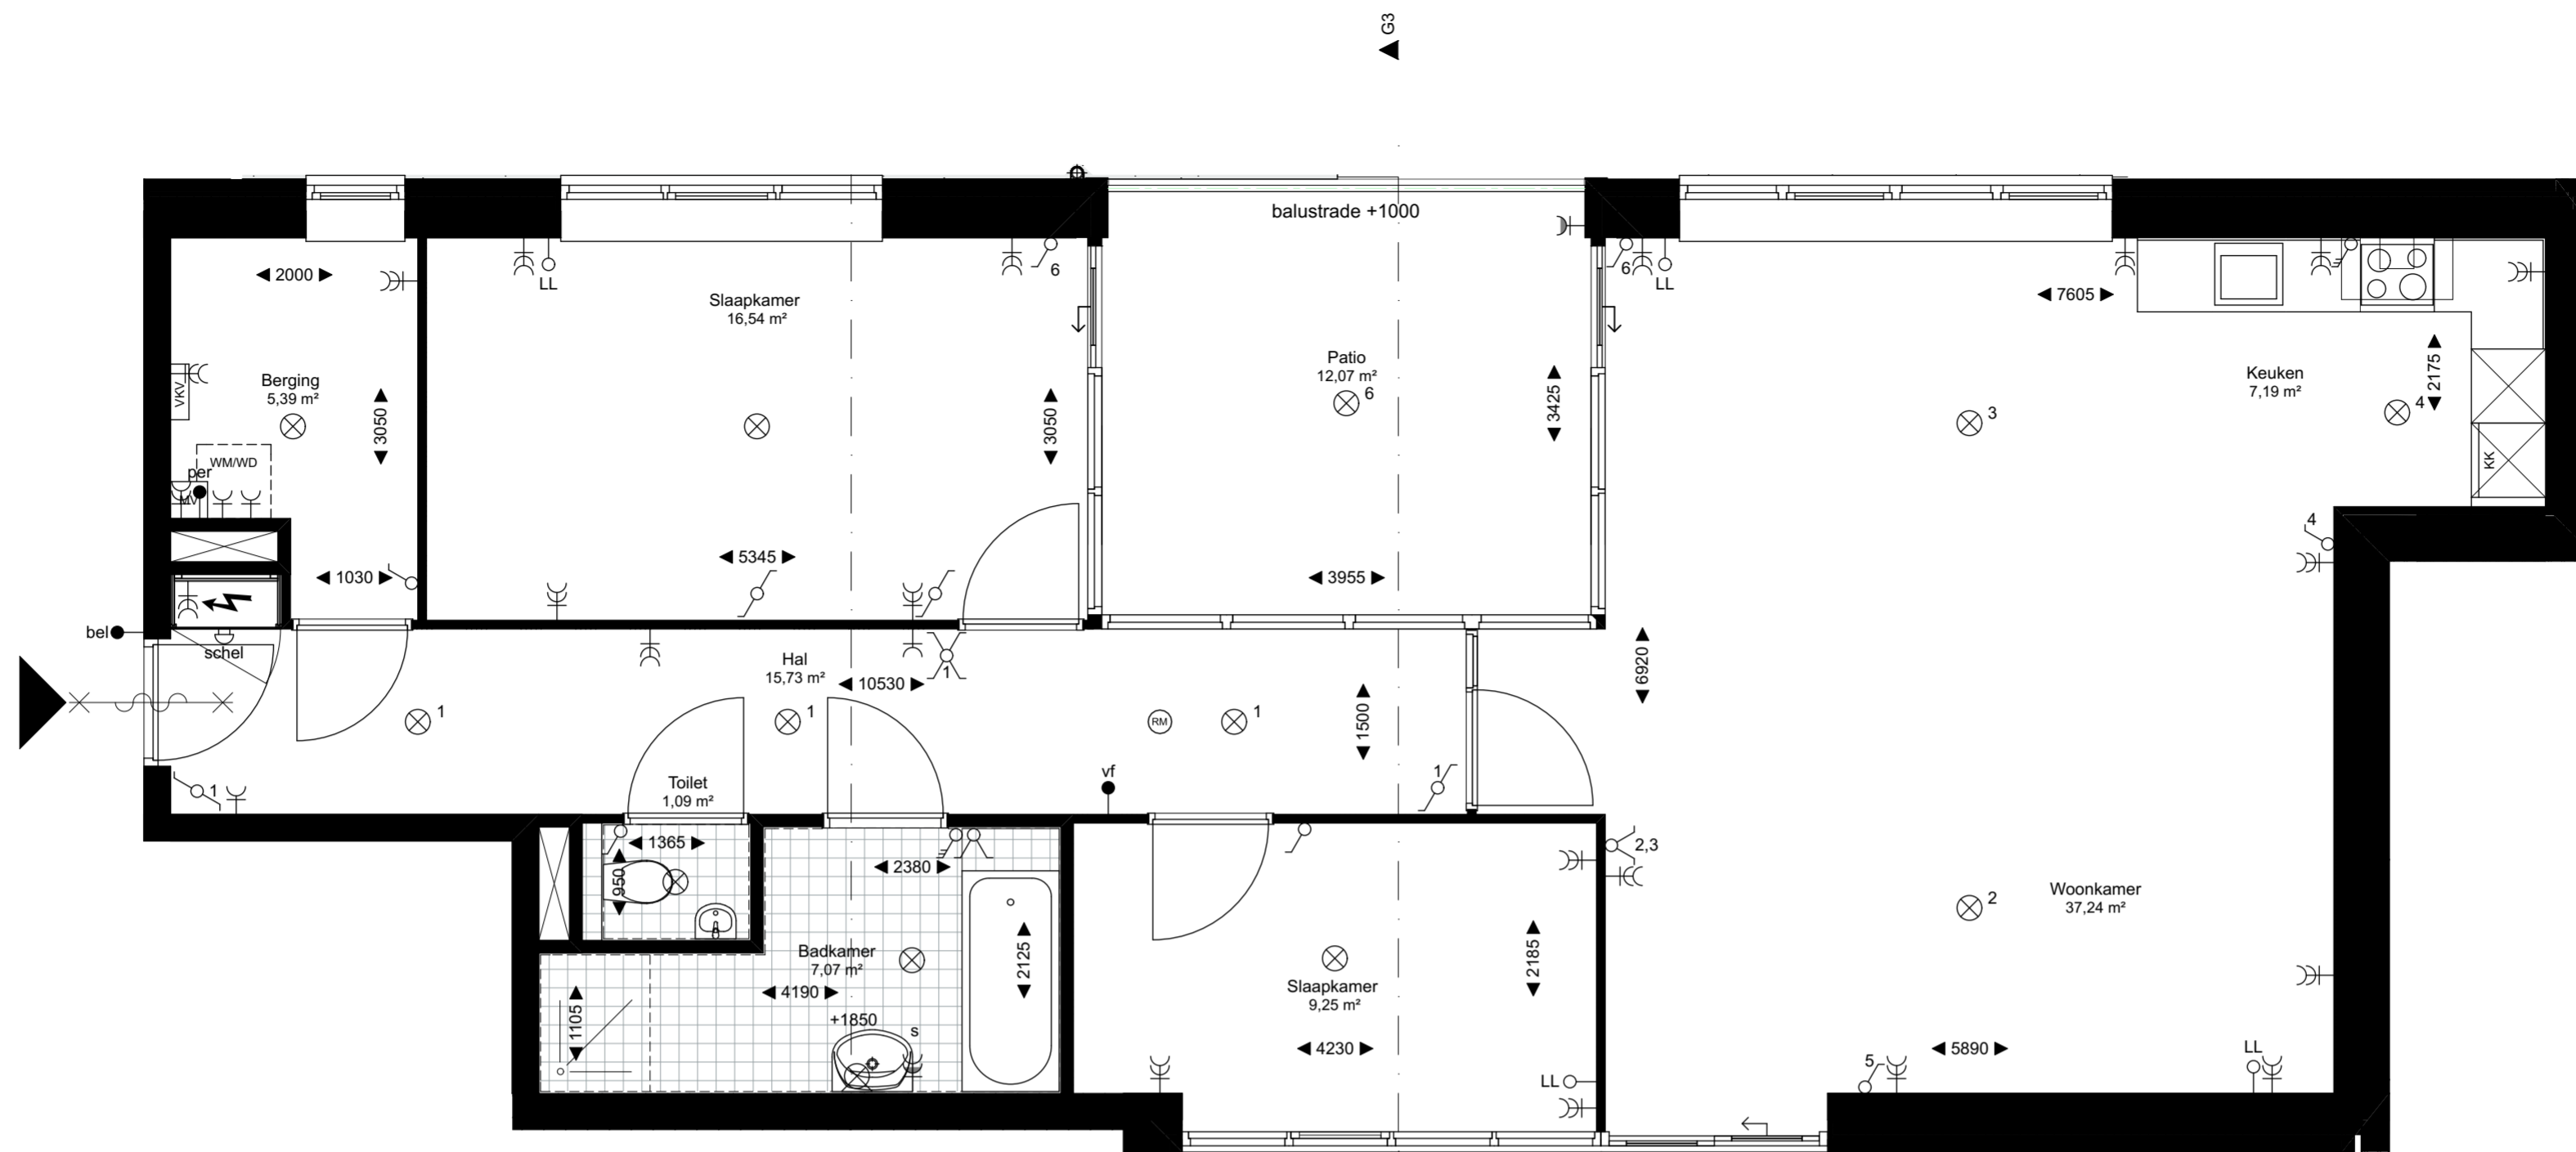 G3
balustrade +1000
2000
LL
6
6
LL
7605
Slaapkamer
16,54 m²
Patio
12,07 m²
6
3425
2175
Keuken
7,19 m²
VKV
Berging
5,39 m²
3050
3050
3
4
KK
WM/WD
per
MV
4
1030
5345
3955
bel
schel
Hal
15,73 m²
10530
1
6920
1
1
RM
1
1500
1
vf
1
Toilet
1,09 m²
1365
950
2380
2,3
Badkamer
7,07 m²
2125
2185
2
Woonkamer
37,24 m²
4190
1105
+1850
s
Slaapkamer
9,25 m²
4230
LL
5890
5
LL